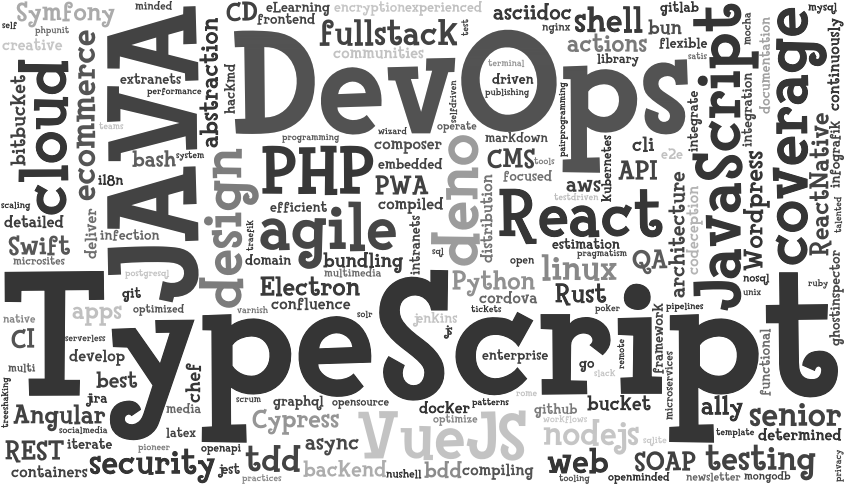 Symfony
self
phpunit
creative
minded
CD
eLearning
frontend
encryption
experienced
fullstack
communities
test
asciidoc
nginx
shell
actions
library
gitlab
bun
flexible
satis
mocha
documentation
mysql
continuously
bitbucket
cloud
ecommerce
teams
JAVA
extranets
performance
abstraction
hackmd
DevOps
terminal
driven
publishing
selfdriven
programming
wizard
operate
markdown
pairprogramming
cli
API
e2e
integrate
JavaScript
integration
coverage
infografik
ReactNative
talented
bash
system
il8n
PHP
composer
embedded
PWA
compiled
deno
CMS
tools
focused
aws
Kubernetes
testdriven
architecture
codeception
Wordpress
scaling
detailed
deliver
infection
design
traefik
efficient
agile
intranets
distribution
React
estimation
pragmatism
Swift
microsites
postgresql
domain
bundling
multimedia
sql
open
linux
QA
nosql
unix
ruby
ghostinspector
git
optimized
Electron
confluence
Python
cordova
Rust
TypeScript
native
apps
CI
serverless
develop
multi
varnish
solr
jenkins
js
tickets
poker
pipelines
framework
enterprise
go
remote
slack
microservices
functional
treeshaking
best
jira
chef
media
scrum
graphql
opensource
docker
patterns
optimize
rome
github
workflows
bucket
a11y
template
senior
determined
Angular
socialmedia
latex
Cypress
VueJS
nodejs
sqlite
REST
iterate
pioneer
openapi
async
containers
security
jest
tdd
practices
backend
nushell
bdd
compiling
web
tooling
openminded
SOAP
testing
newsletter
mongodb
privacy